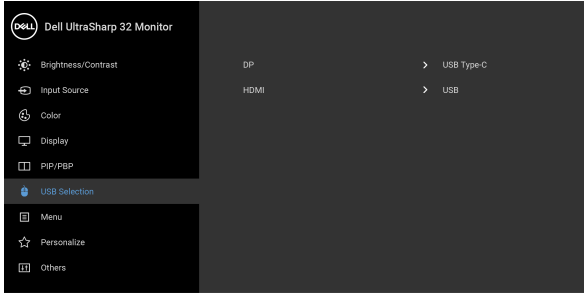 DELL Dell UltraSharp 32 Monitor
Brightness/Contrast
DP > USB Type-C
Input Source
HDMI > USB
Color
Display
PIP/PBP
USB Selection
Menu
Personalize
Others